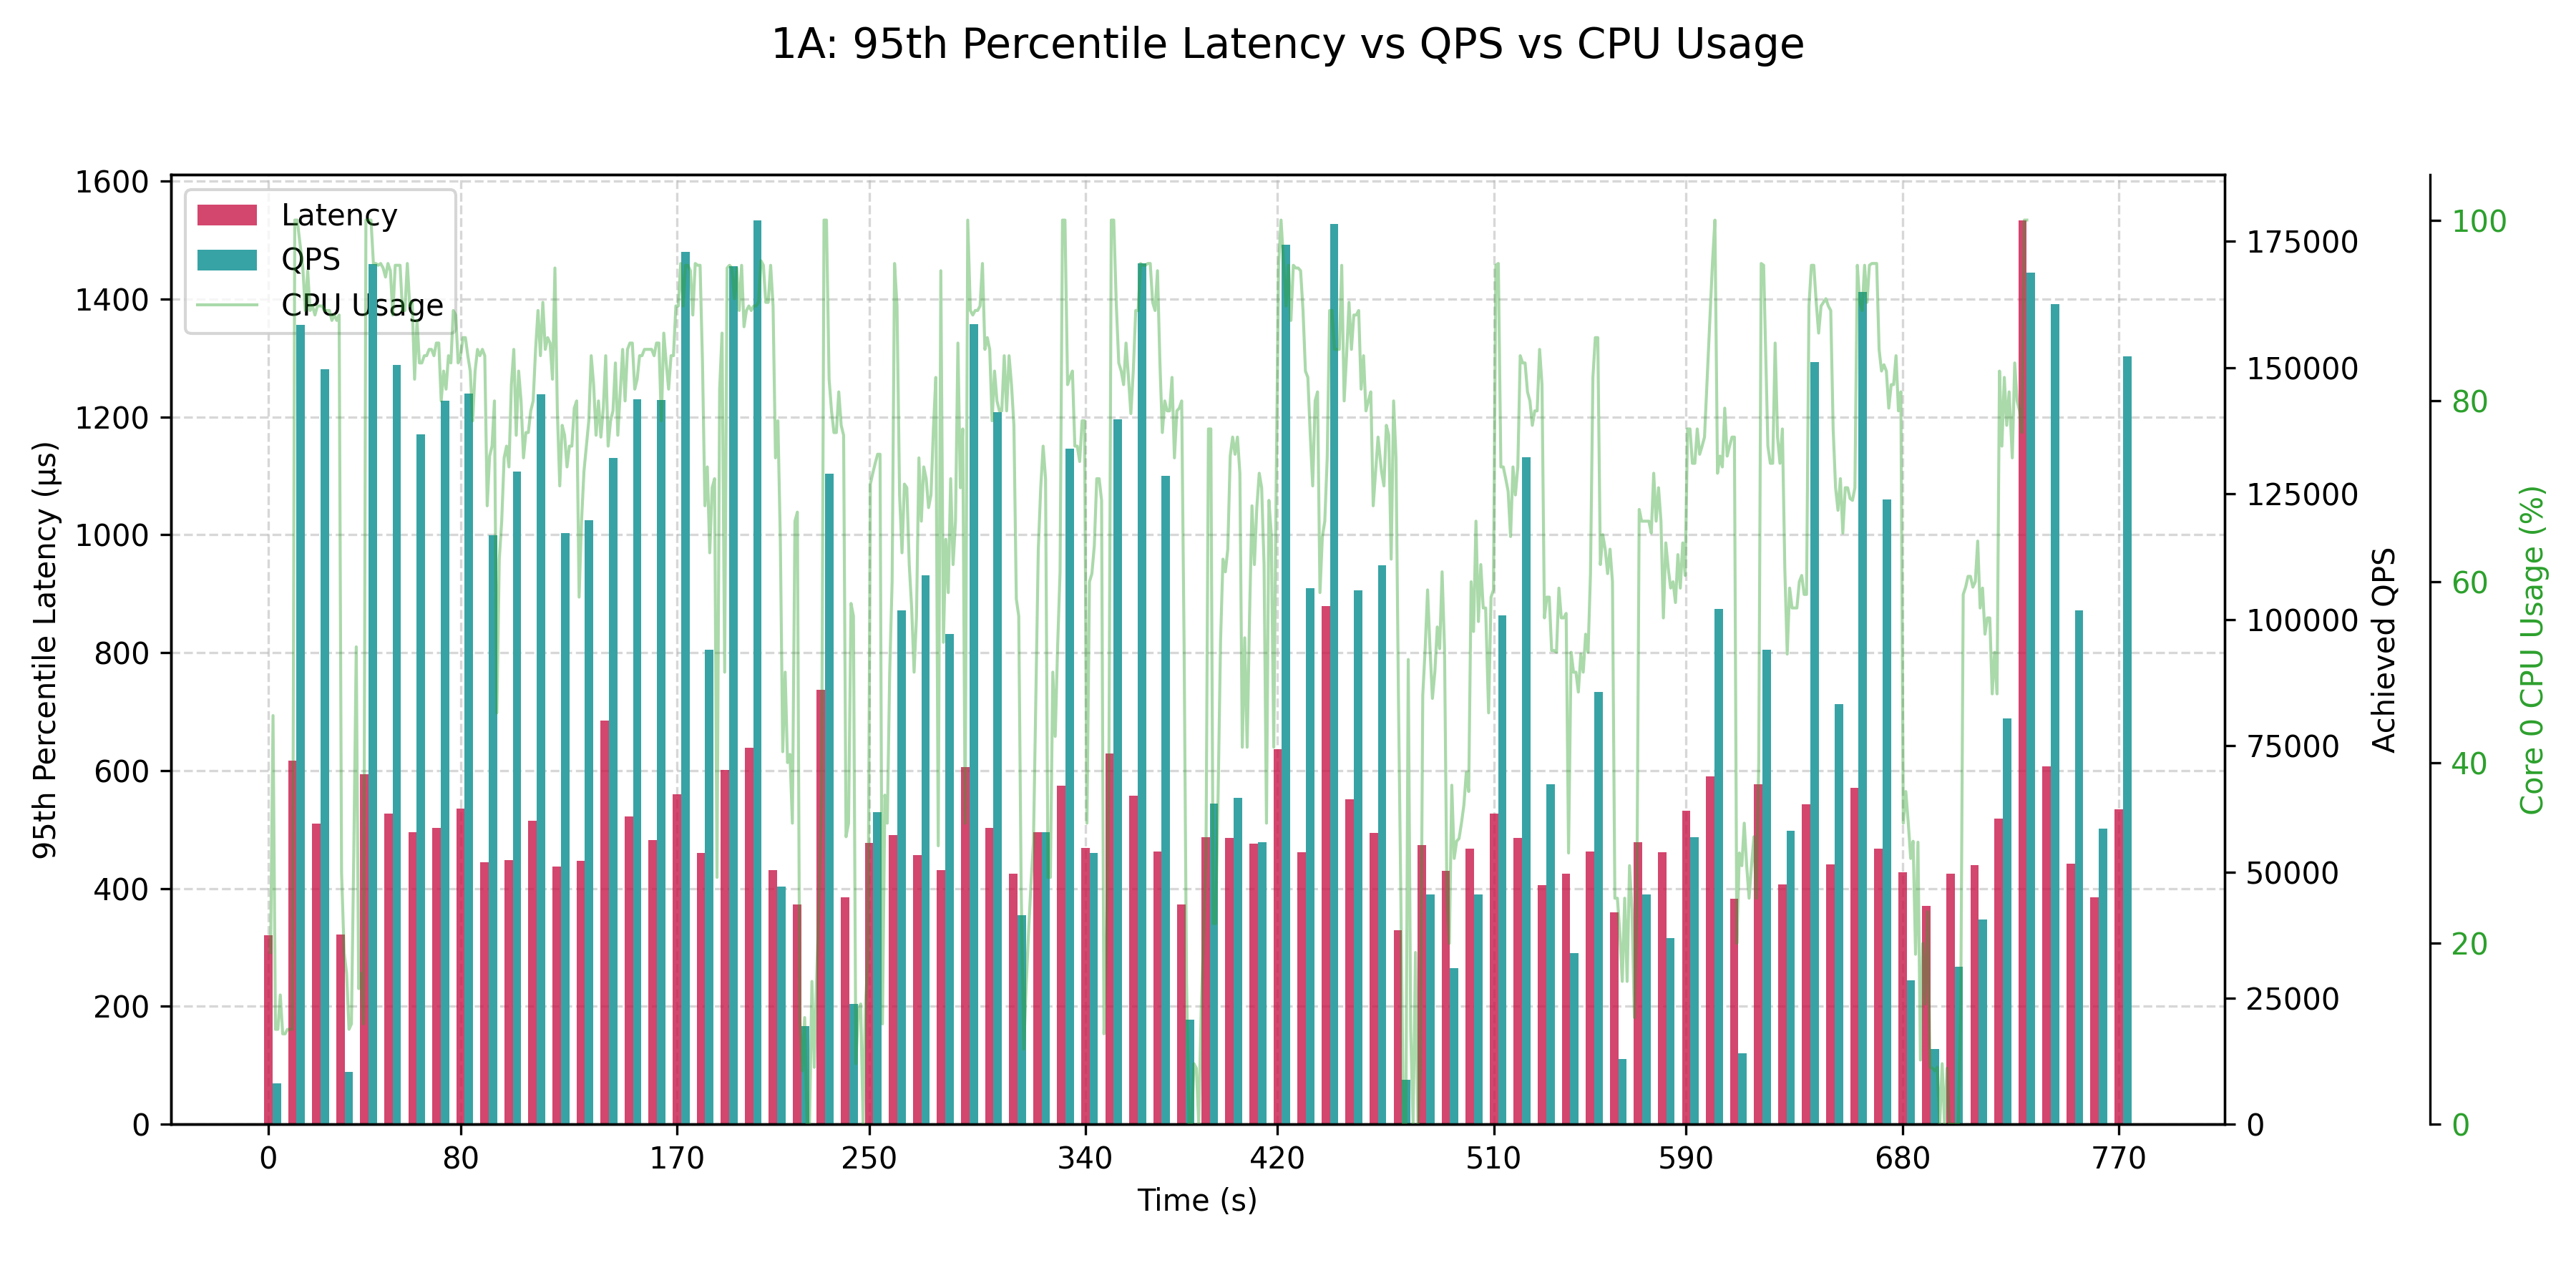 1A: 95th Percentile Latency vs QPS vs CPU Usage
Latency
QPS
CPU Usage
95th Percentile Latency (µs)
1600
1400
1200
1000
800
600
400
200
0
0 80 170 250 340 420 510 590 680 770
Time (s)
175000
150000
125000
100000
75000
50000
25000
0
Achieved QPS
100
80
60
40
20
0
Core 0 CPU Usage (%)